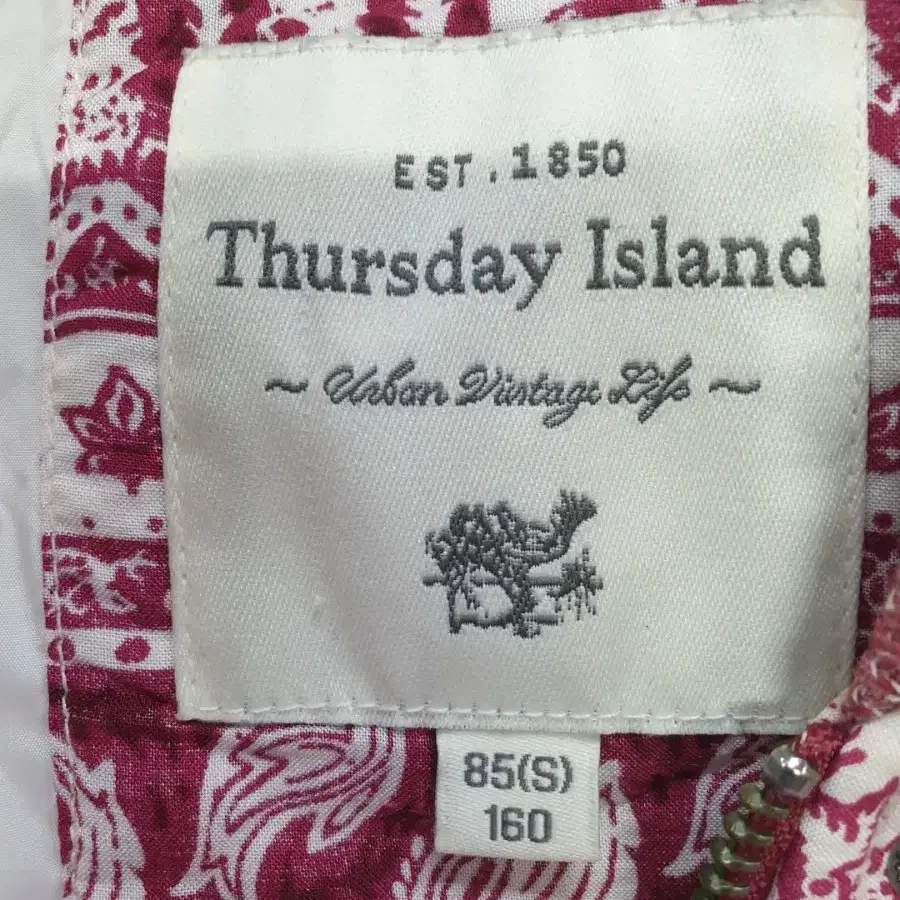 EST. 1850
Thursday Island
~ Urban Vintage Life ~
85(S)
160